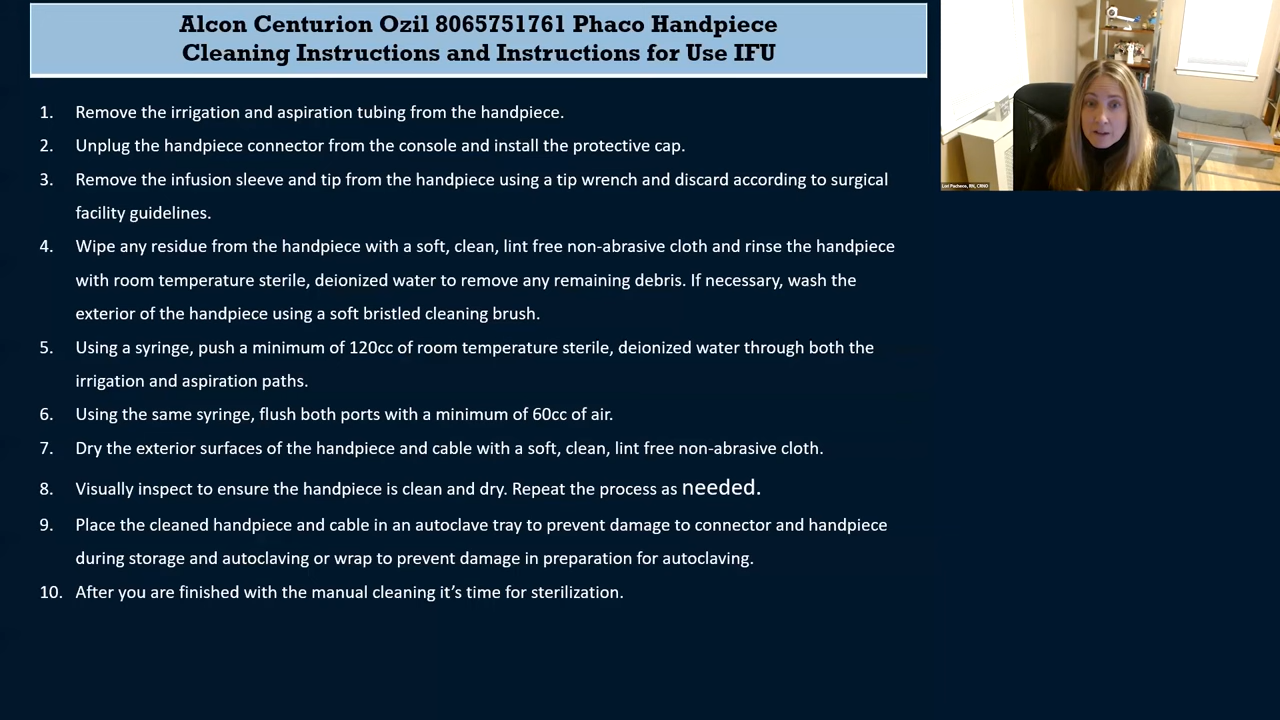 Alcon Centurion Ozil 8065751761 Phaco Handpiece
Cleaning Instructions and Instructions for Use IFU
1. Remove the irrigation and aspiration tubing from the handpiece.
2. Unplug the handpiece connector from the console and install the protective cap.
3. Remove the infusion sleeve and tip from the handpiece using a tip wrench and discard according to surgical
facility guidelines.
4. Wipe any residue from the handpiece with a soft, clean, lint free non-abrasive cloth and rinse the handpiece
with room temperature sterile, deionized water to remove any remaining debris. If necessary, wash the
exterior of the handpiece using a soft bristled cleaning brush.
5. Using a syringe, push a minimum of 120cc of room temperature sterile, deionized water through both the
irrigation and aspiration paths.
6. Using the same syringe, flush both ports with a minimum of 60cc of air.
7. Dry the exterior surfaces of the handpiece and cable with a soft, clean, lint free non-abrasive cloth.
8. Visually inspect to ensure the handpiece is clean and dry. Repeat the process as needed.
9. Place the cleaned handpiece and cable in an autoclave tray to prevent damage to connector and handpiece
during storage and autoclaving or wrap to prevent damage in preparation for autoclaving.
10. After you are finished with the manual cleaning it’s time for sterilization.
Lori Pacheco, RN, CRNO